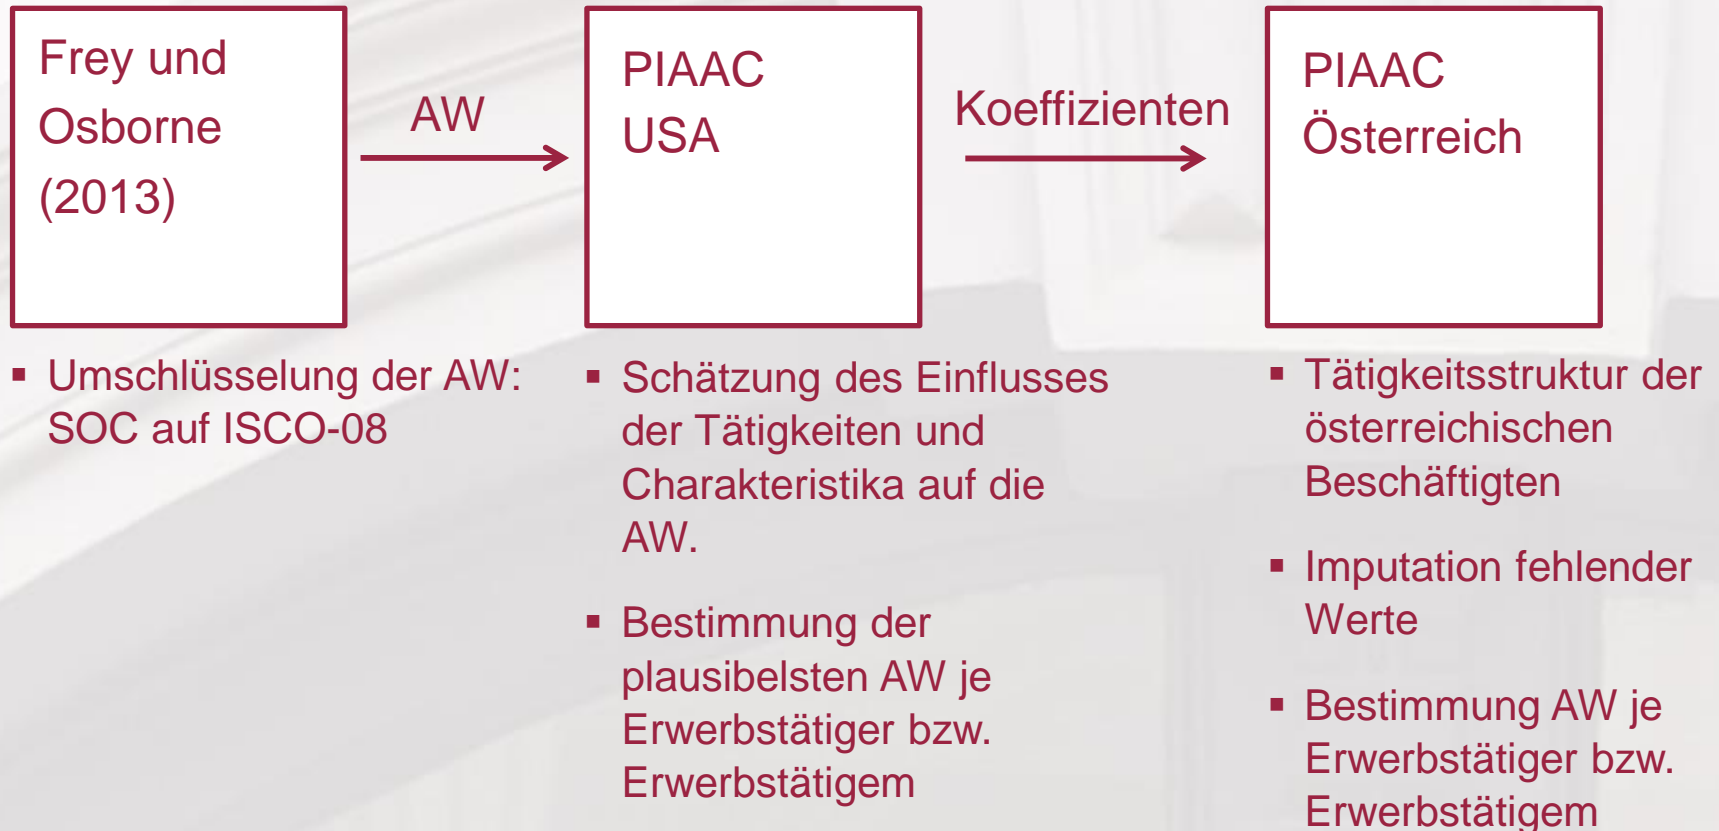 Frey und
Osborne
(2013)
AW
PIAAC
USA
Koeffizienten
PIAAC
Österreich
▪ Umschlüsselung der AW:
SOC auf ISCO-08
▪ Schätzung des Einflusses
der Tätigkeiten und
Charakteristika auf die
AW.
▪ Bestimmung der
plausibelsten AW je
Erwerbstätiger bzw.
Erwerbstätigem
▪ Tätigkeitsstruktur der
österreichischen
Beschäftigten
▪ Imputation fehlender
Werte
▪ Bestimmung AW je
Erwerbstätiger bzw.
Erwerbstätigem